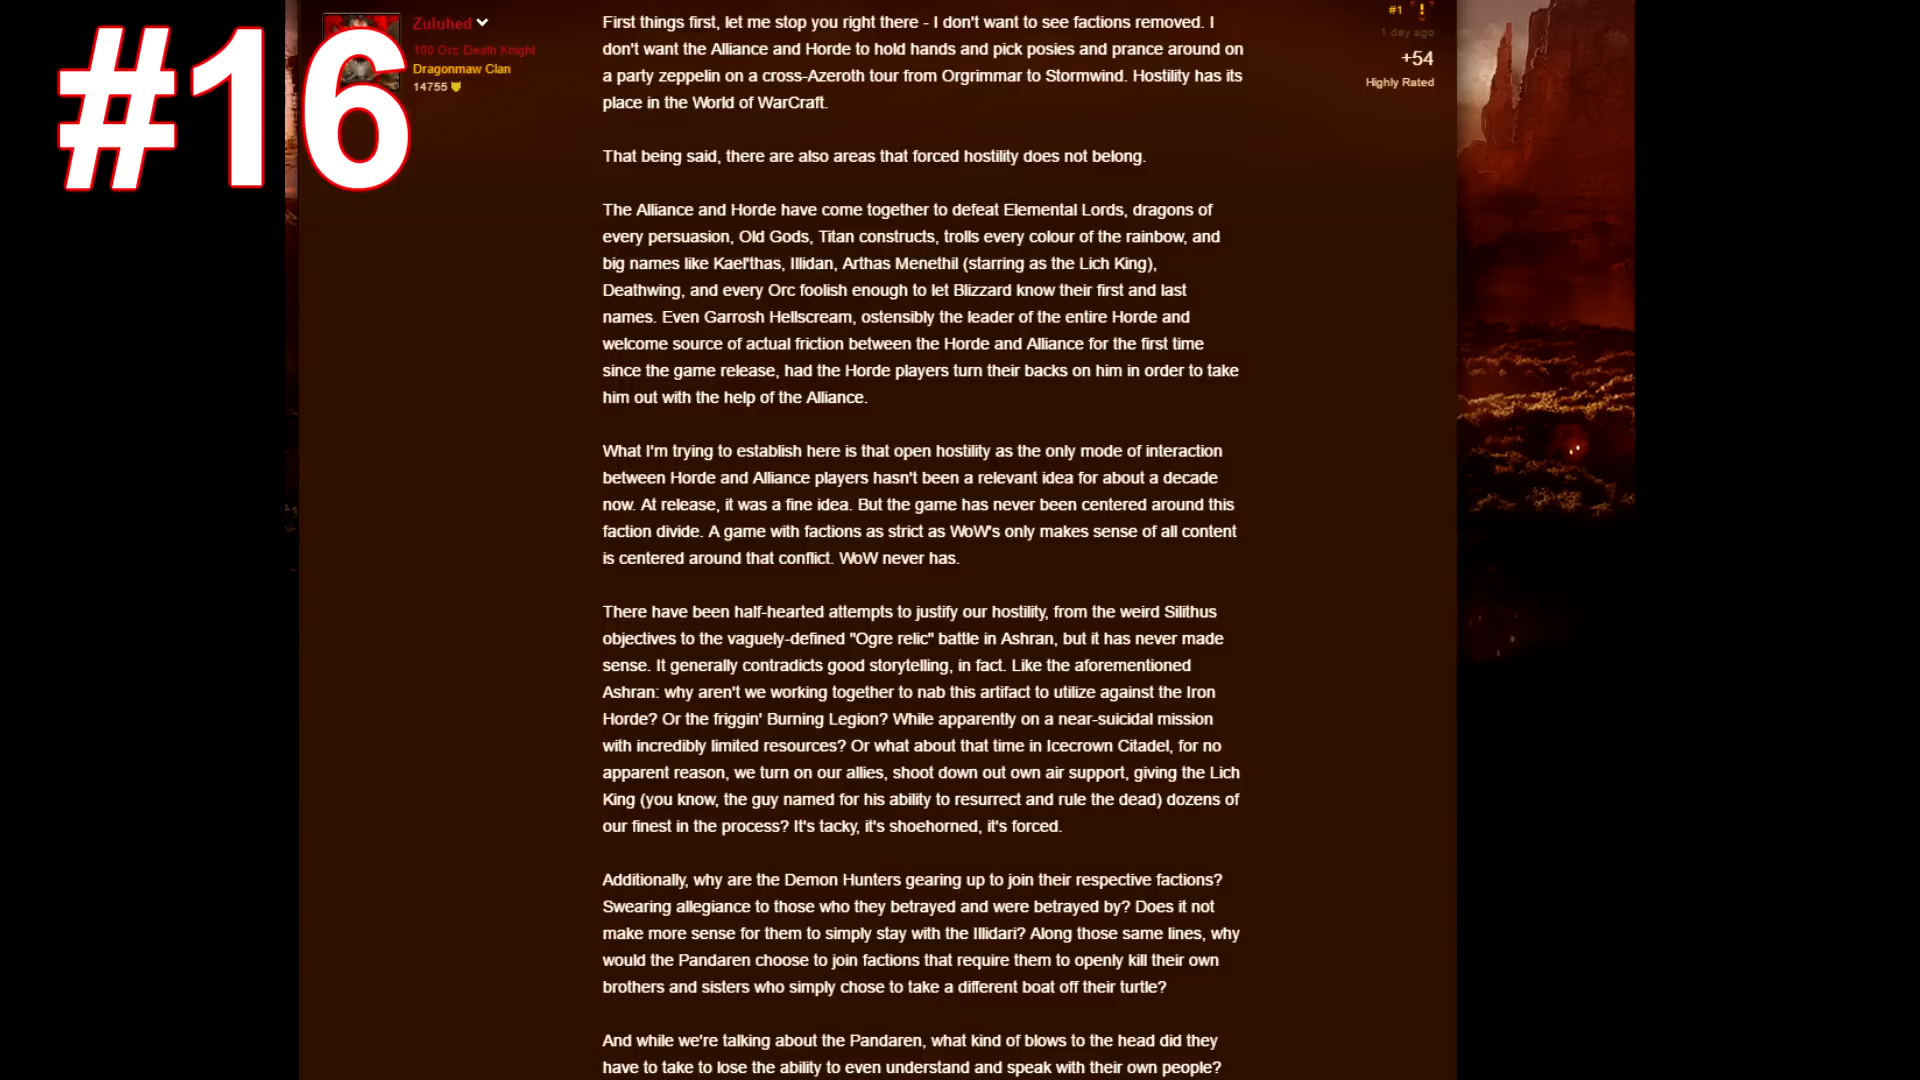 #16
Zuluhed
100 Orc Death Knight
Dragonmaw Clan
14755
#1
1 day ago
+54
Highly Rated
First things first, let me stop you right there - I don't want to see factions removed. I
don't want the Alliance and Horde to hold hands and pick posies and prance around on
a party zeppelin on a cross-Azeroth tour from Orgrimmar to Stormwind. Hostility has its
place in the World of WarCraft.
That being said, there are also areas that forced hostility does not belong.
The Alliance and Horde have come together to defeat Elemental Lords, dragons of
every persuasion, Old Gods, Titan constructs, trolls every colour of the rainbow, and
big names like Kael'thas, Illidan, Arthas Menethil (starring as the Lich King),
Deathwing, and every Orc foolish enough to let Blizzard know their first and last
names. Even Garrosh Hellscream, ostensibly the leader of the entire Horde and
welcome source of actual friction between the Horde and Alliance for the first time
since the game release, had the Horde players turn their backs on him in order to take
him out with the help of the Alliance.
What I'm trying to establish here is that open hostility as the only mode of interaction
between Horde and Alliance players hasn't been a relevant idea for about a decade
now. At release, it was a fine idea. But the game has never been centered around this
faction divide. A game with factions as strict as WoW's only makes sense of all content
is centered around that conflict. WoW never has.
There have been half-hearted attempts to justify our hostility, from the weird Silithus
objectives to the vaguely-defined "Ogre relic" battle in Ashran, but it has never made
sense. It generally contradicts good storytelling, in fact. Like the aforementioned
Ashran: why aren't we working together to nab this artifact to utilize against the Iron
Horde? Or the friggin' Burning Legion? While apparently on a near-suicidal mission
with incredibly limited resources? Or what about that time in Icecrown Citadel, for no
apparent reason, we turn on our allies, shoot down out own air support, giving the Lich
King (you know, the guy named for his ability to resurrect and rule the dead) dozens of
our finest in the process? It's tacky, it's shoehorned, it's forced.
Additionally, why are the Demon Hunters gearing up to join their respective factions?
Swearing allegiance to those who they betrayed and were betrayed by? Does it not
make more sense for them to simply stay with the Illidari? Along those same lines, why
would the Pandaren choose to join factions that require them to openly kill their own
brothers and sisters who simply chose to take a different boat off their turtle?
And while we're talking about the Pandaren, what kind of blows to the head did they
have to take to lose the ability to even understand and speak with their own people?